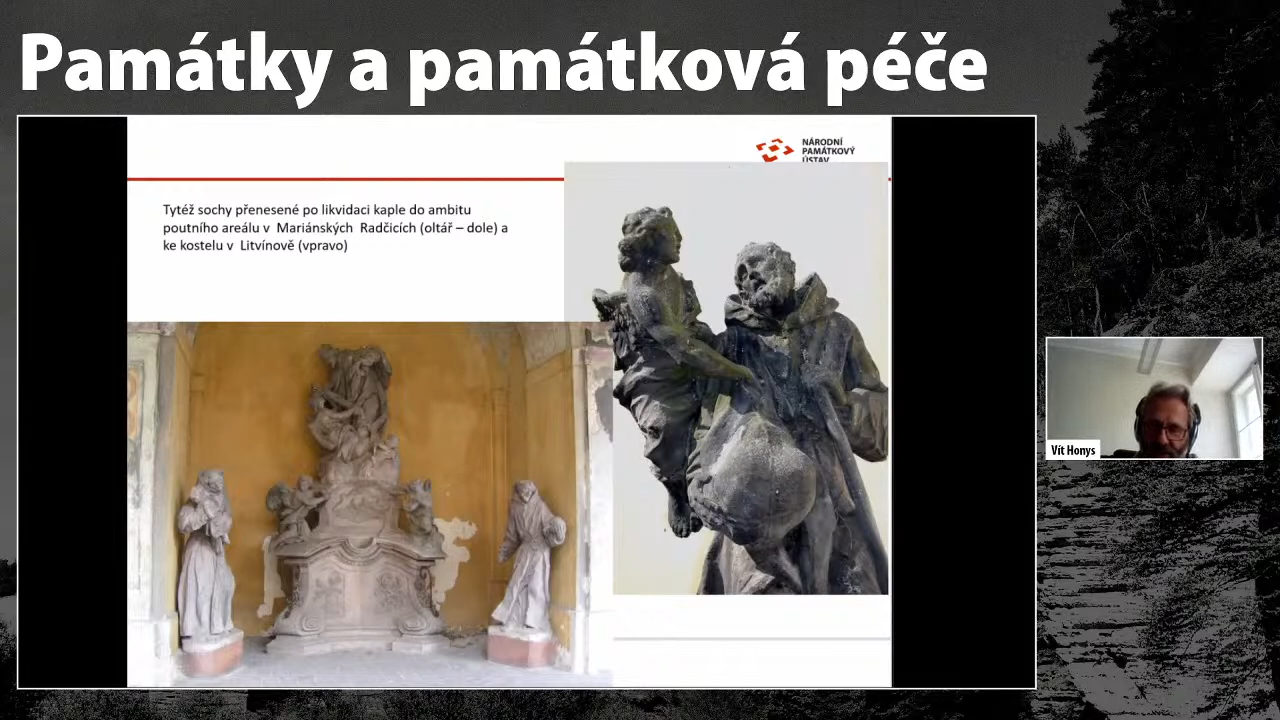 Památky a památková péče
NÁRODNÍ
PAMÁTKOVÝ
ÚSTAV
Tytéž sochy přenesené po likvidaci kaple do ambitu
poutního areálu v Mariánských Radčicích (oltář – dole) a
ke kostelu v Litvínově (vpravo)
Vít Honys